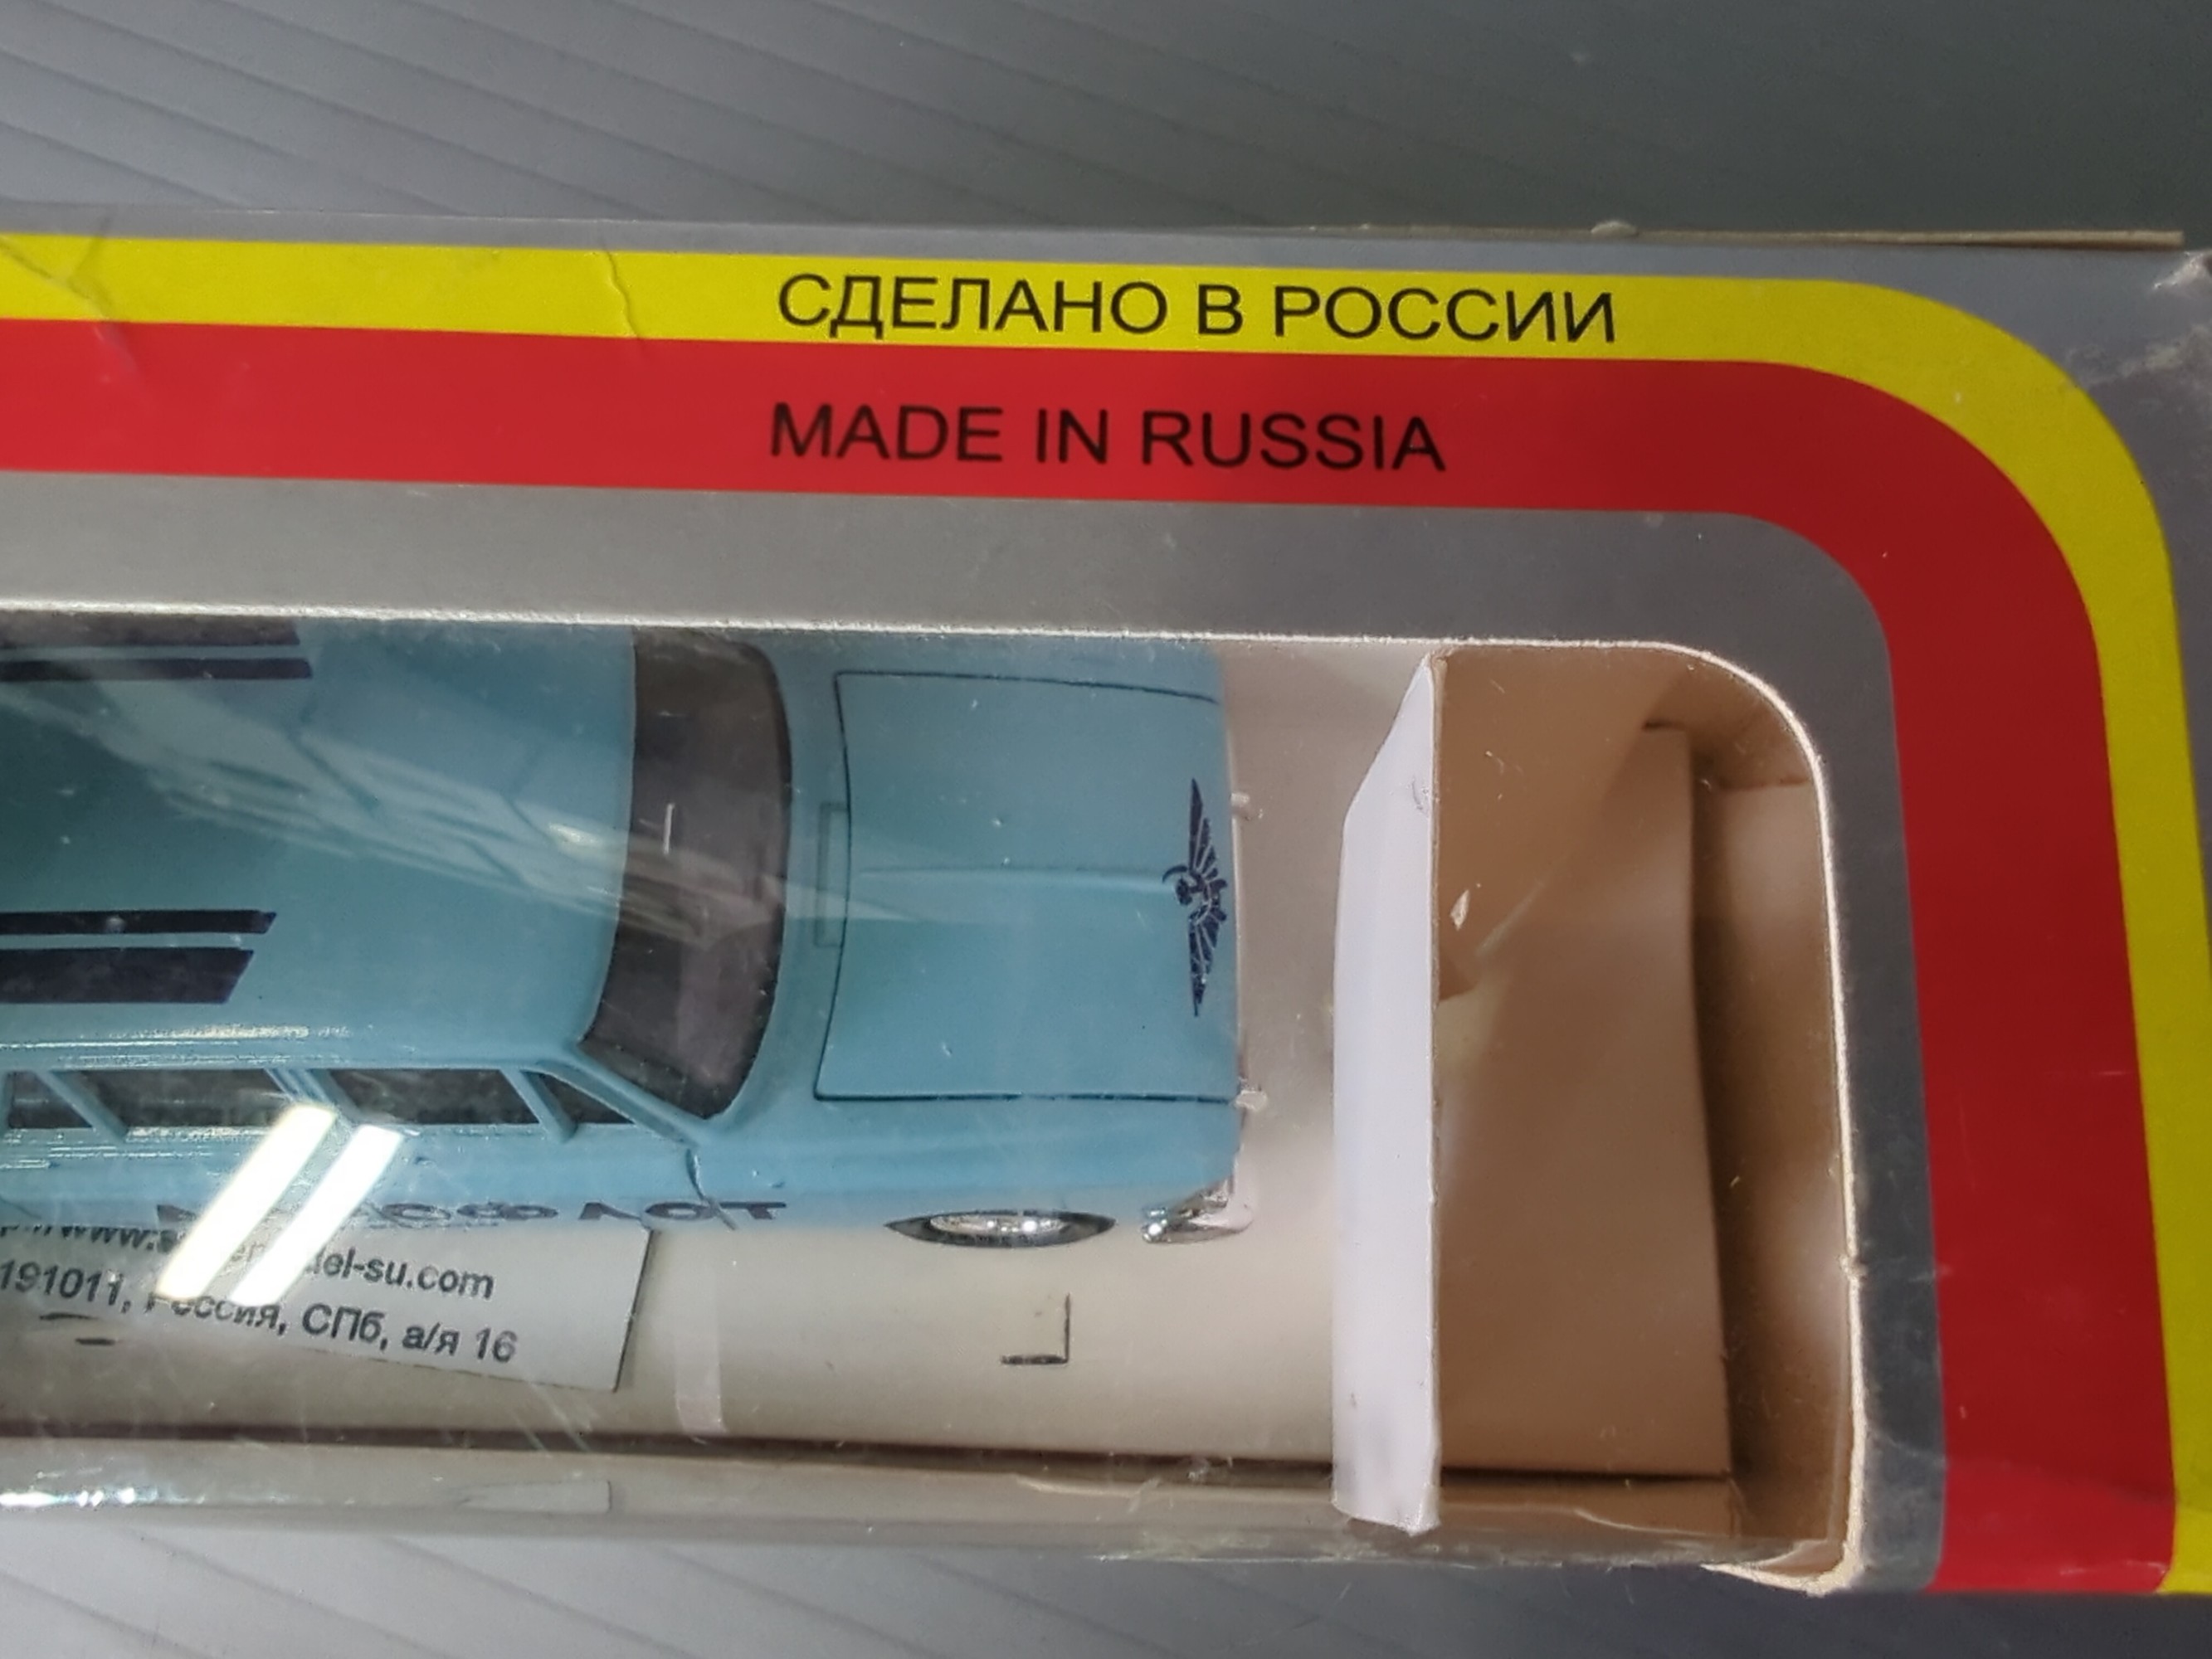 СДЕЛАНО В РОССИИ
MADE IN RUSSIA
191011, Россия, СПб, а/я 16